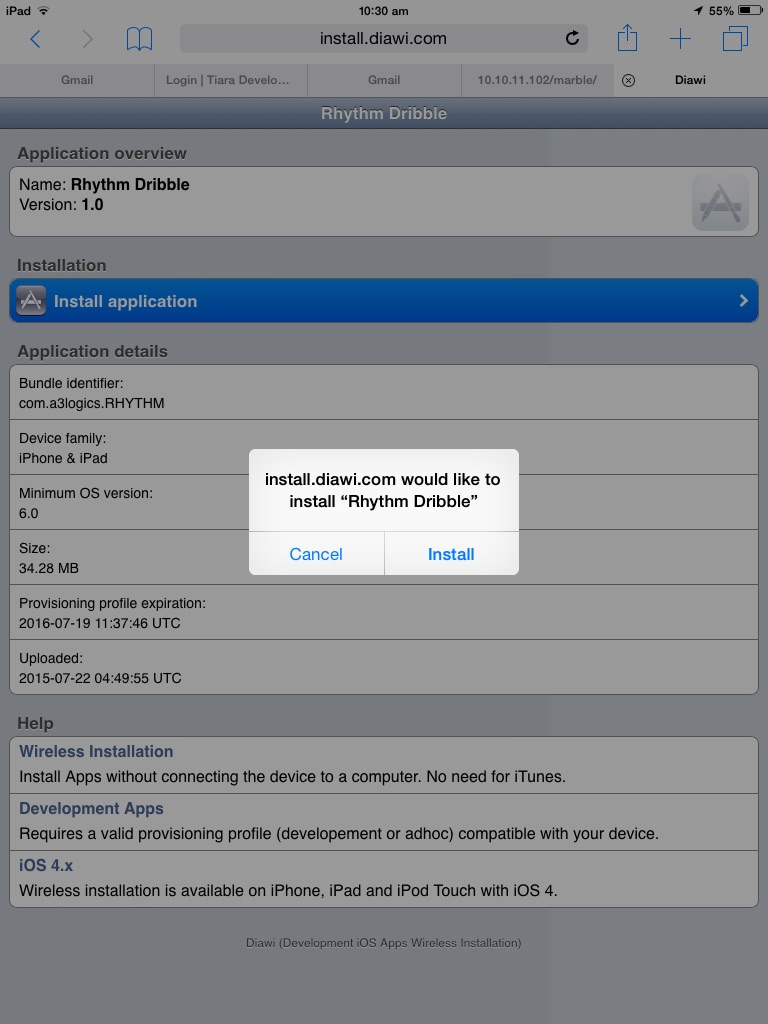 iPad 10:30 am 55%
install.diawi.com
Gmail Login | Tiara Develo... Gmail 10.10.11.102/marble/ Diawi
Rhythm Dribble
Application overview
Name: Rhythm Dribble
Version: 1.0
Installation
Install application
Application details
Bundle identifier:
com.a3logics.RHYTHM
Device family:
iPhone & iPad
install.diawi.com would like to
install “Rhythm Dribble”
Cancel Install
Minimum OS version:
6.0
Size:
34.28 MB
Provisioning profile expiration:
2016-07-19 11:37:46 UTC
Uploaded:
2015-07-22 04:49:55 UTC
Help
Wireless Installation
Install Apps without connecting the device to a computer. No need for iTunes.
Development Apps
Requires a valid provisioning profile (developement or adhoc) compatible with your device.
iOS 4.x
Wireless installation is available on iPhone, iPad and iPod Touch with iOS 4.
Diawi (Development iOS Apps Wireless Installation)